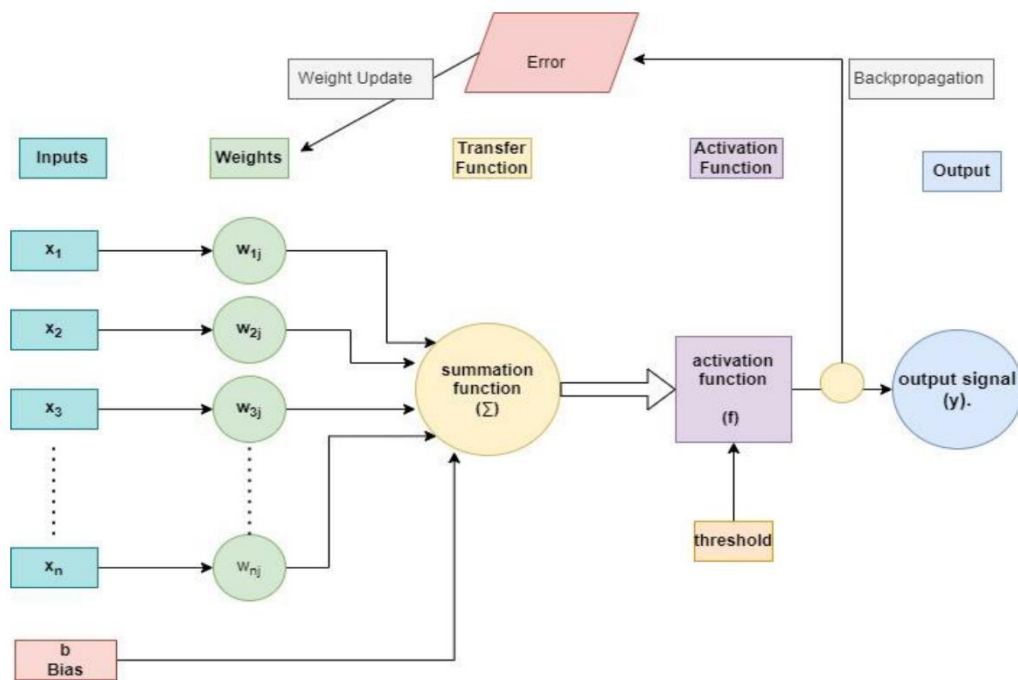 Error
Weight Update
Backpropagation
Inputs
Weights
Transfer
Function
Activation
Function
Output
x₁
w₁ⱼ
x₂
w₂ⱼ
x₃
w₃ⱼ
xₙ
wₙⱼ
summation
function
(∑)
activation
function
(f)
output signal
(y).
threshold
b
Bias